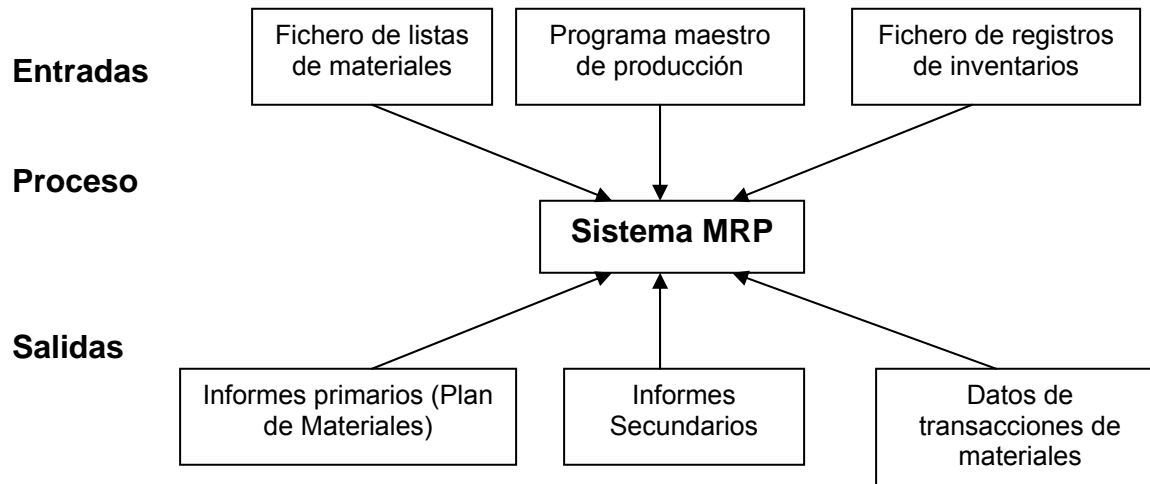 Entradas
Fichero de listas
de materiales
Programa maestro
de producción
Fichero de registros
de inventarios
Proceso
Sistema MRP
Salidas
Informes primarios (Plan
de Materiales)
Informes
Secundarios
Datos de
transacciones de
materiales